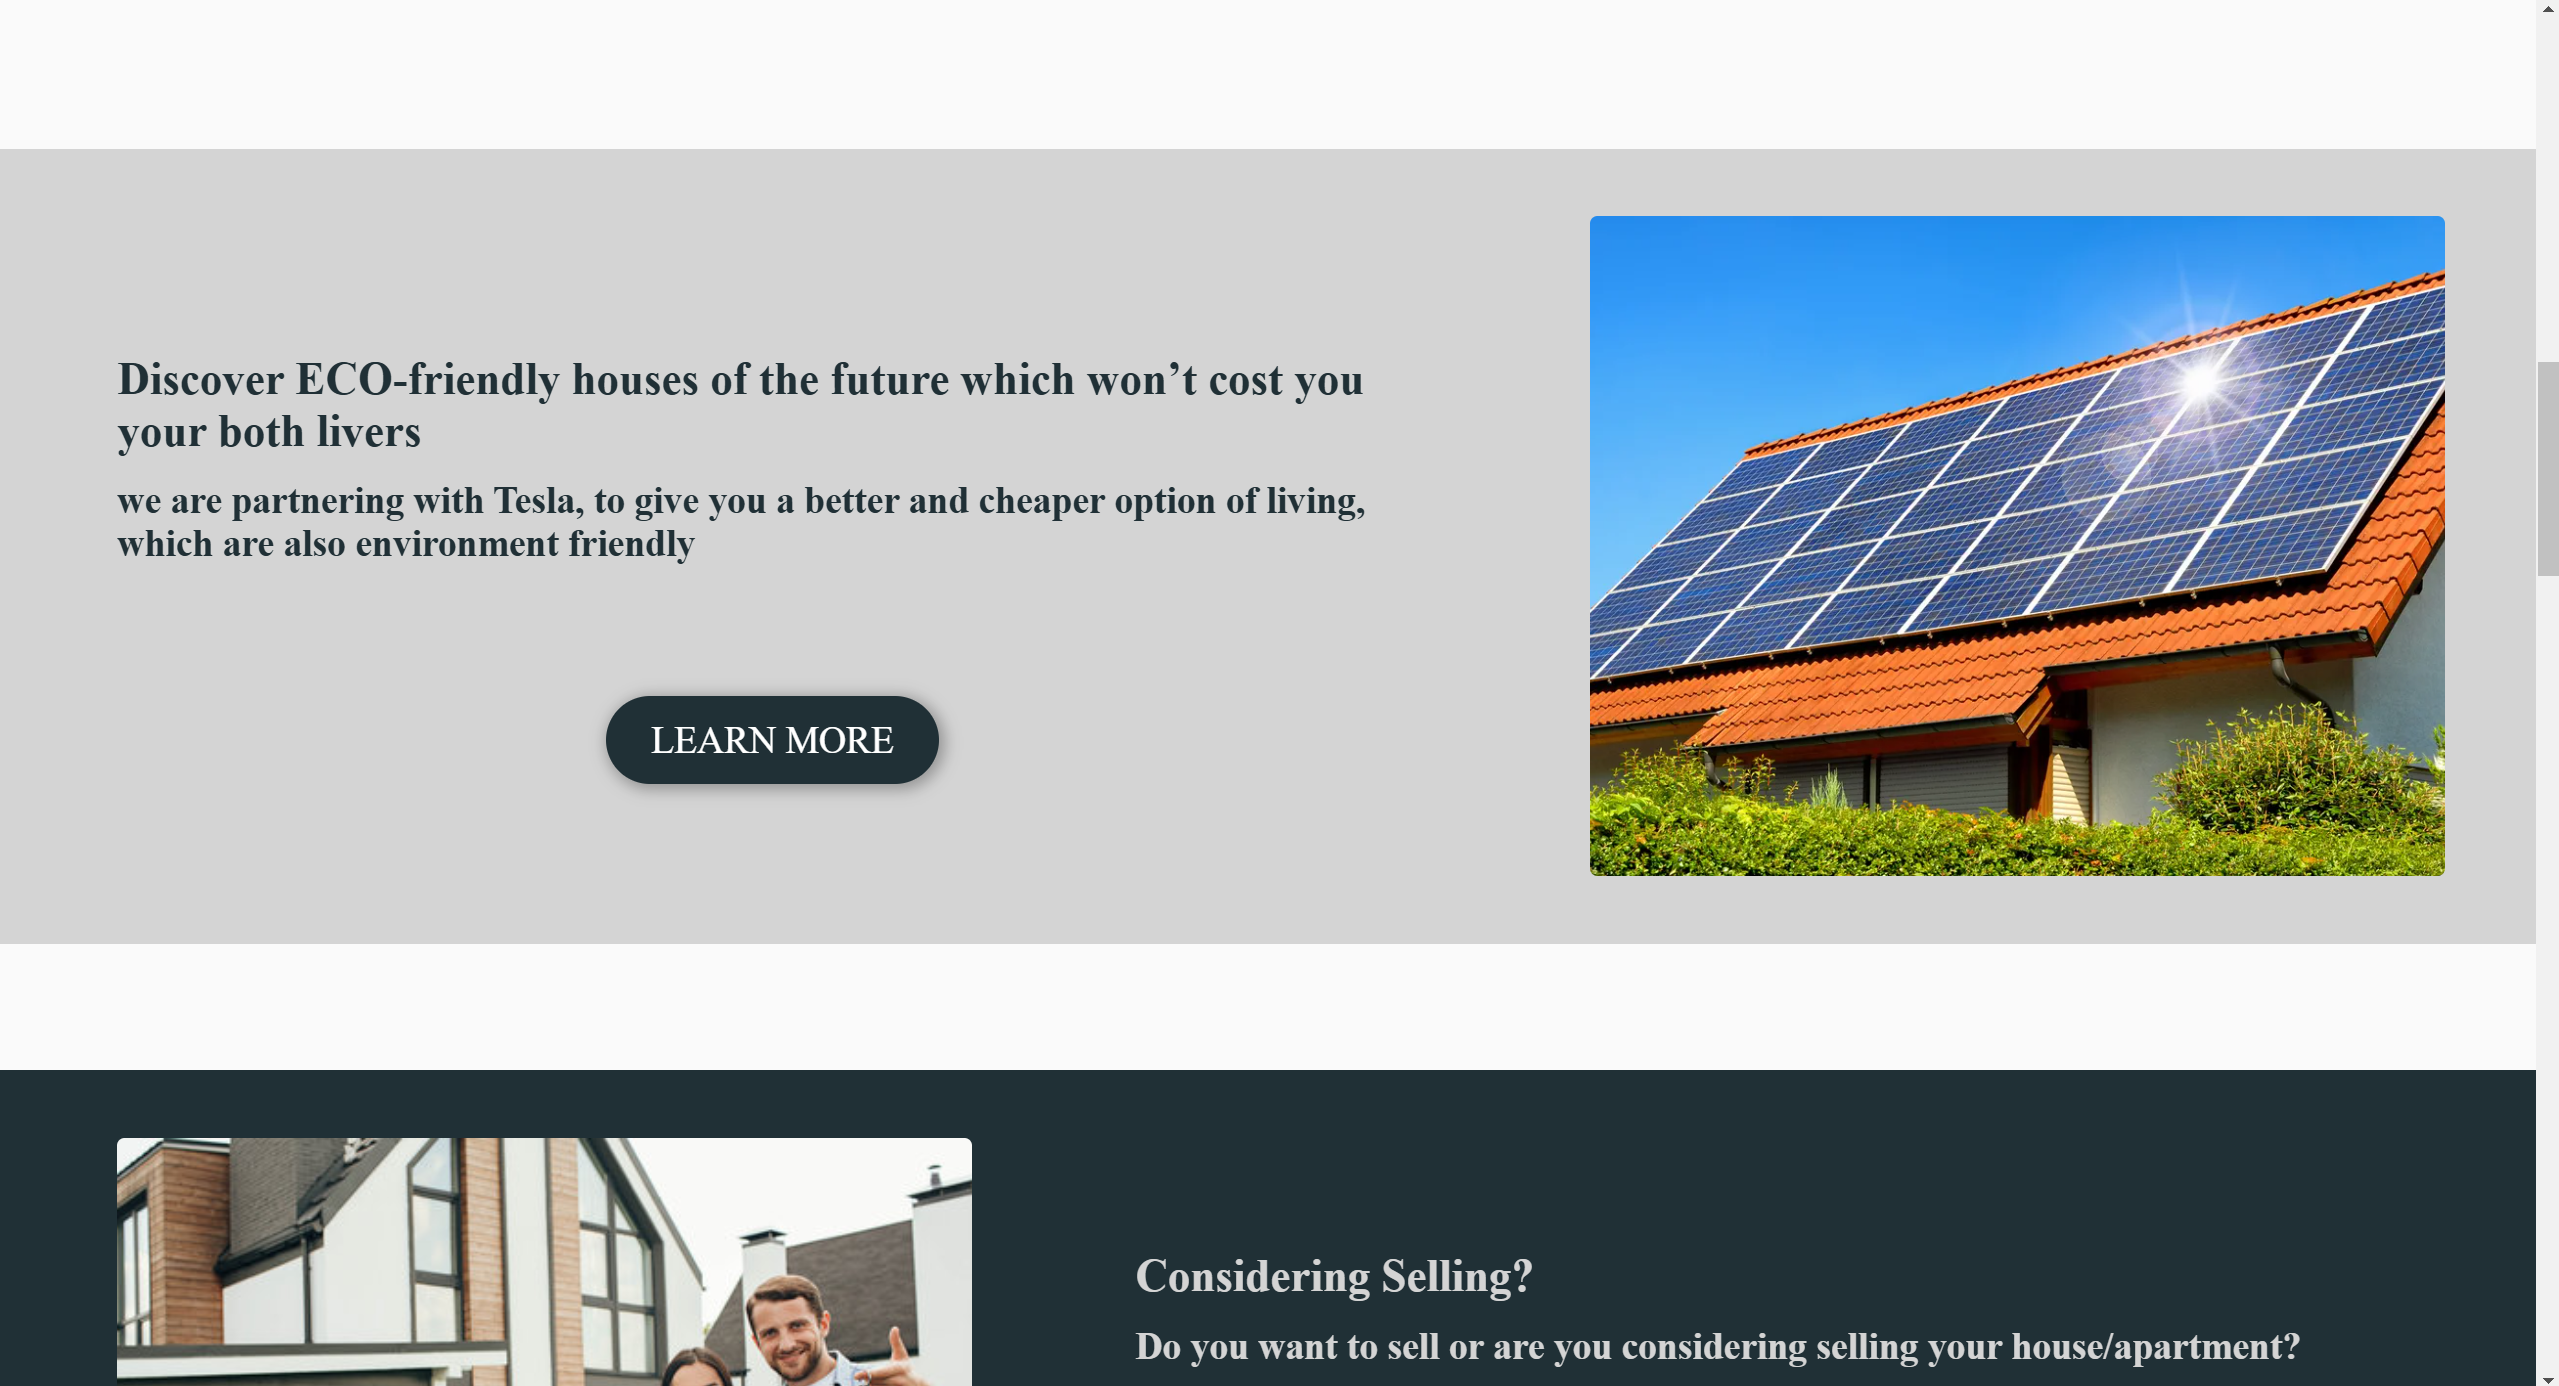 Discover ECO-friendly houses of the future which won’t cost you
your both livers
we are partnering with Tesla, to give you a better and cheaper option of living,
which are also environment friendly
LEARN MORE
Considering Selling?
Do you want to sell or are you considering selling your house/apartment?